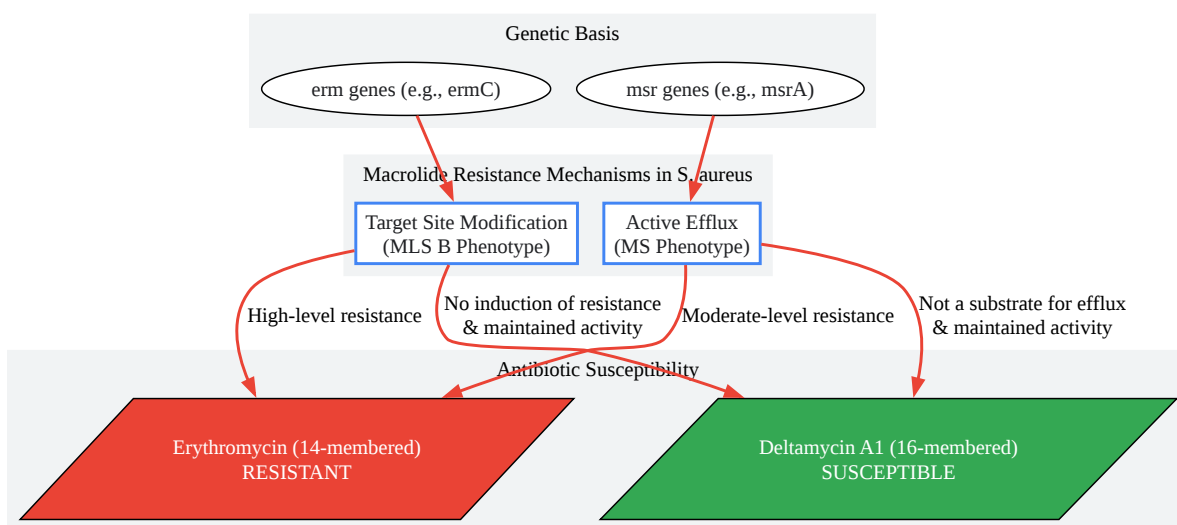 Genetic Basis
erm genes (e.g., ermC)
msr genes (e.g., msrA)
Macrolide Resistance Mechanisms in S. aureus
Target Site Modification
(MLS B Phenotype)
Active Efflux
(MS Phenotype)
High-level resistance
No induction of resistance
& maintained activity
Moderate-level resistance
Not a substrate for efflux
& maintained activity
Antibiotic Susceptibility
Erythromycin (14-membered)
RESISTANT
Deltamycin A1 (16-membered)
SUSCEPTIBLE